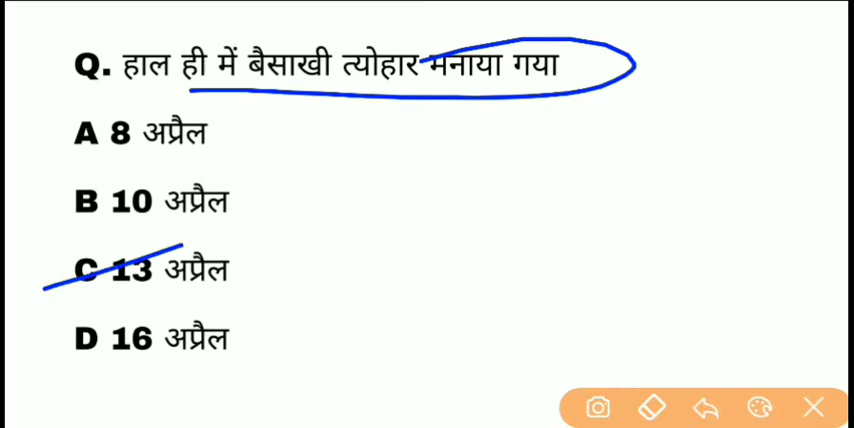 Q. हाल ही में बैसाखी त्योहार मनाया गया
A 8 अप्रैल
B 10 अप्रैल
C 13 अप्रैल
D 16 अप्रैल